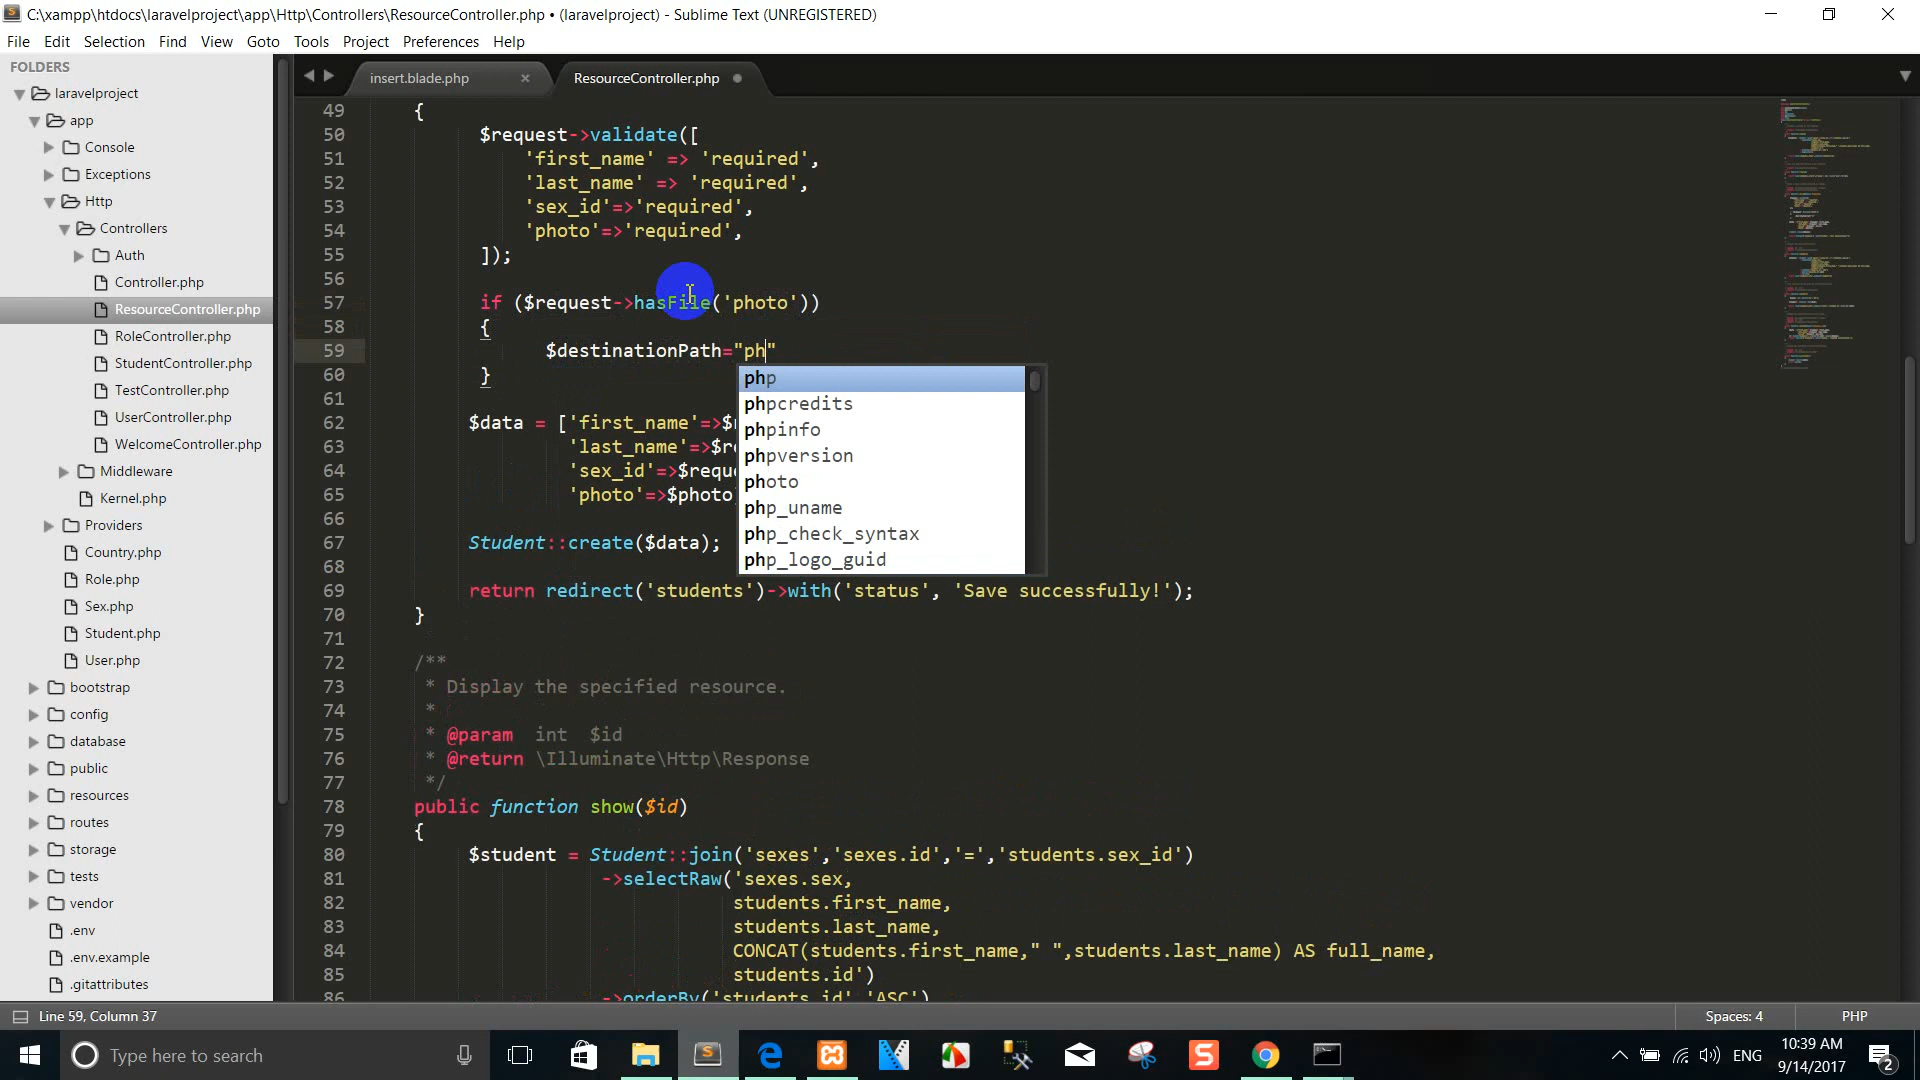 C:\xampp\htdocs\laravelproject\app\Http\Controllers\ResourceController.php • (laravelproject) - Sublime Text (UNREGISTERED)
File Edit Selection Find View Goto Tools Project Preferences Help
FOLDERS
laravelproject
app
Console
Exceptions
Http
Controllers
Auth
Controller.php
ResourceController.php
RoleController.php
StudentController.php
TestController.php
UserController.php
WelcomeController.php
Middleware
Kernel.php
Providers
Country.php
Role.php
Sex.php
Student.php
User.php
bootstrap
config
database
public
resources
routes
storage
tests
vendor
.env
.env.example
.gitattributes
insert.blade.php × ResourceController.php
49 {
50 $request->validate([
51 'first_name' => 'required',
52 'last_name' => 'required',
53 'sex_id'=>'required',
54 'photo'=>'required',
55 ]);
56
57 if ($request->hasFile('photo'))
58 {
59 $destinationPath="ph"
60 }
61
62 $data = ['first_name'=>$r
63 'last_name'=>$re
64 'sex_id'=>$reque
65 'photo'=>$photo
66
67 Student::create($data);
68
69 return redirect('students')->with('status', 'Save successfully!');
70 }
71
72 /**
73 * Display the specified resource.
74 *
75 * @param int $id
76 * @return \Illuminate\Http\Response
77 */
78 public function show($id)
79 {
80 $student = Student::join('sexes','sexes.id','=','students.sex_id')
81 ->selectRaw('sexes.sex,
82 students.first_name,
83 students.last_name,
84 CONCAT(students.first_name," ",students.last_name) AS full_name,
85 students.id')
86 ->orderBy('students.id','ASC')
php
phpcredits
phpinfo
phpversion
photo
php_uname
php_check_syntax
php_logo_guid
Line 59, Column 37 Spaces: 4 PHP
Type here to search
ENG
10:39 AM
9/14/2017
2